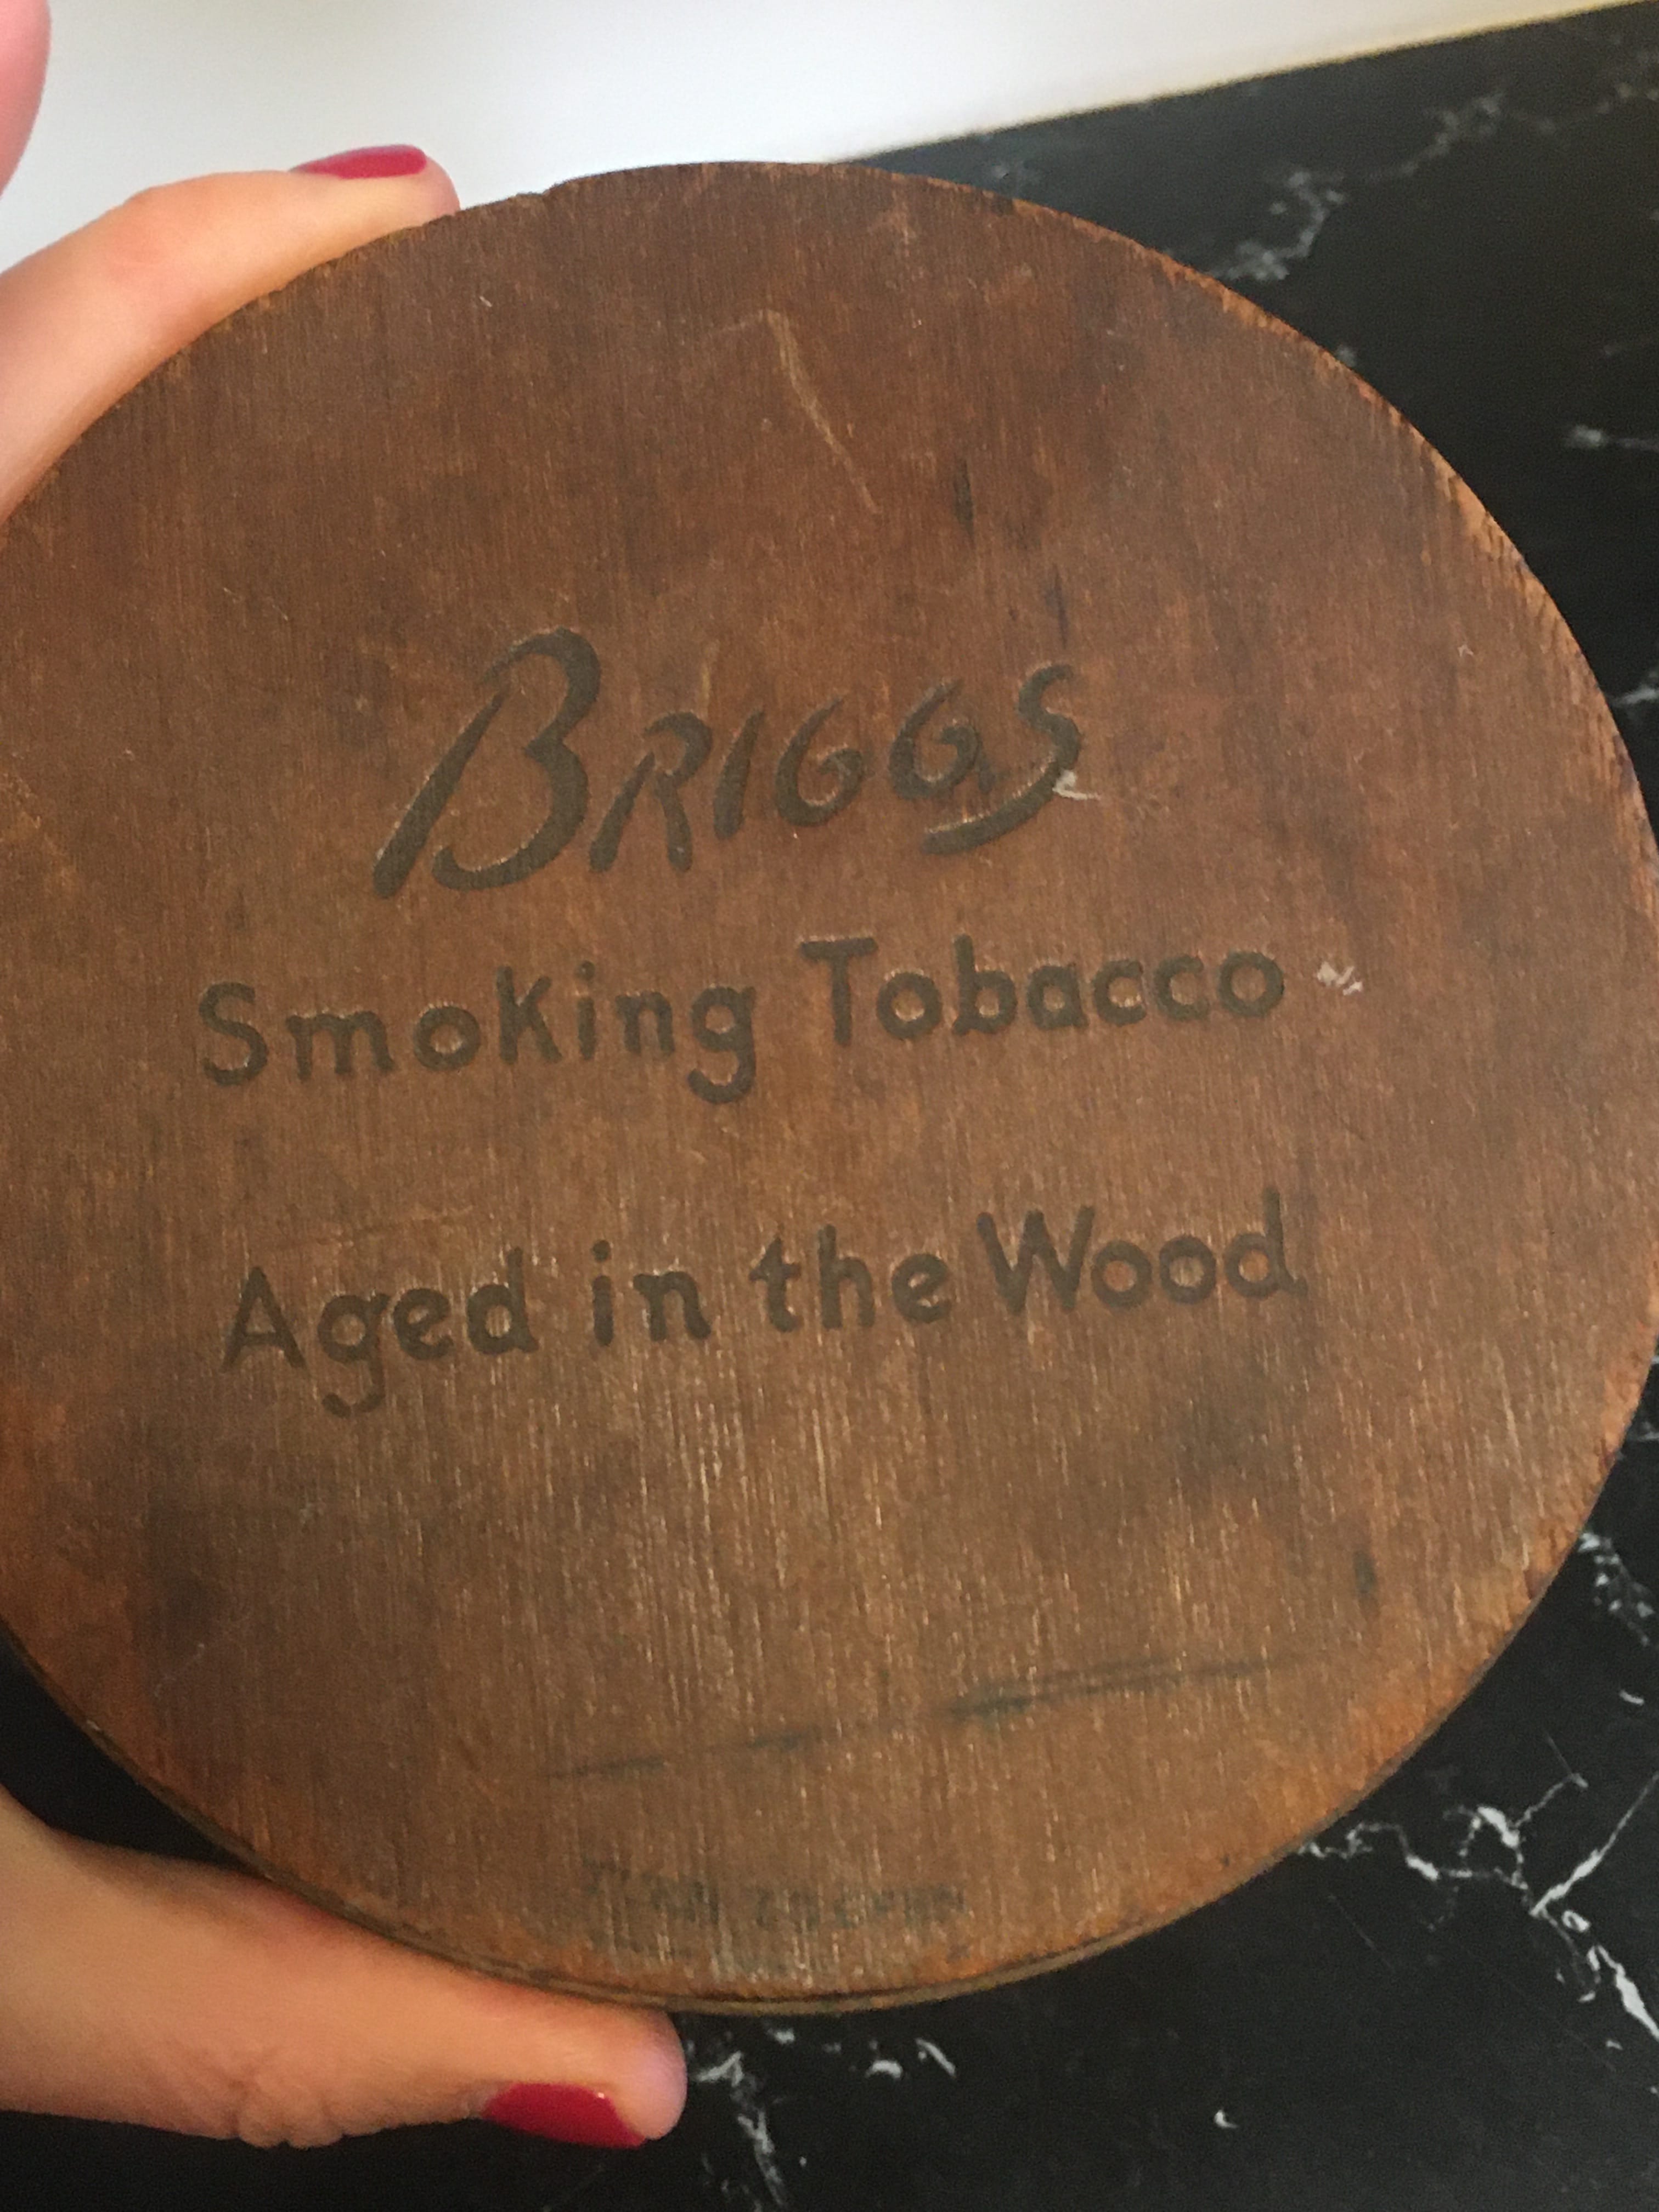 BRIGGS
Smoking Tobacco
Aged in the Wood